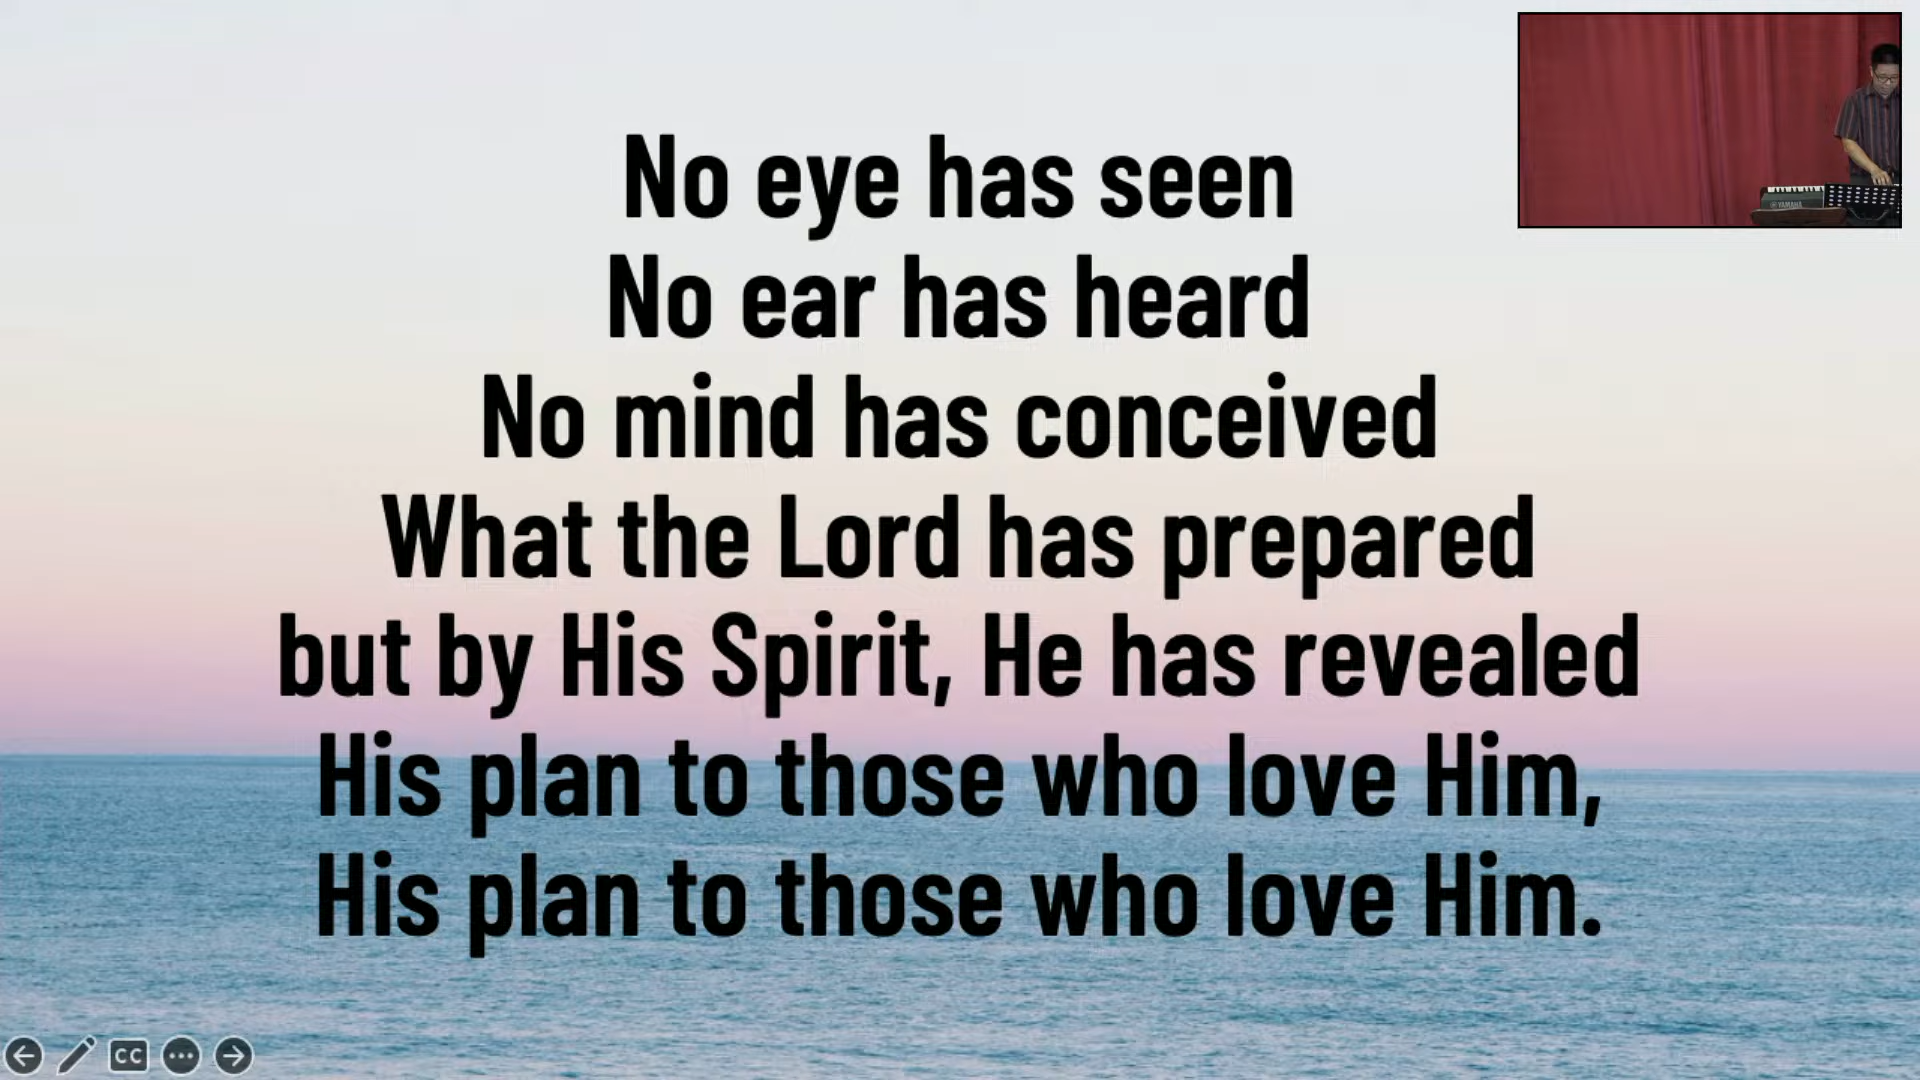 No eye has seen
No ear has heard
No mind has conceived
What the Lord has prepared
but by His Spirit, He has revealed
His plan to those who love Him,
His plan to those who love Him.
YAMAHA
CC